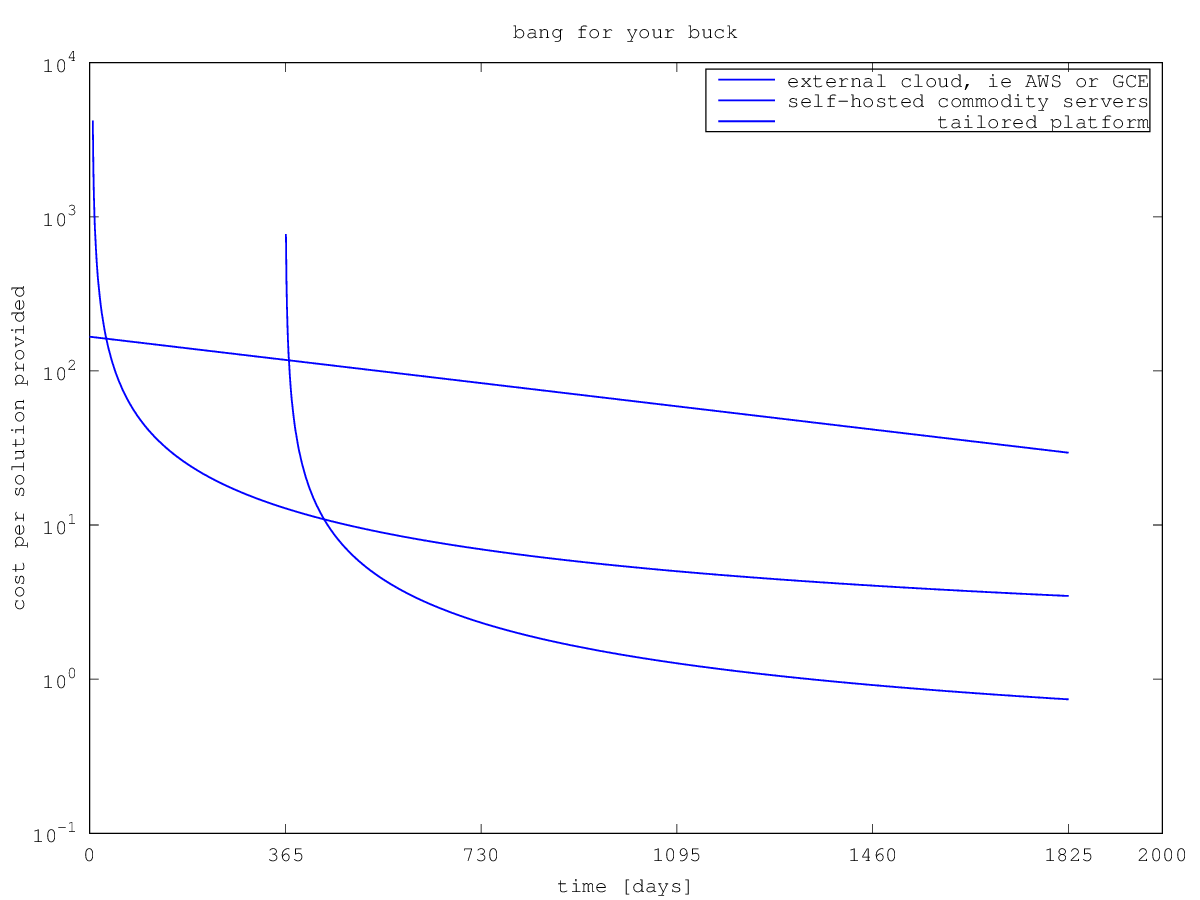 bang for your buck
10^4
external cloud, ie AWS or GCE
self-hosted commodity servers
tailored platform
10^3
10^2
10^1
10^0
10^-1
cost per solution provided
0 365 730 1095 1460 1825 2000
time [days]